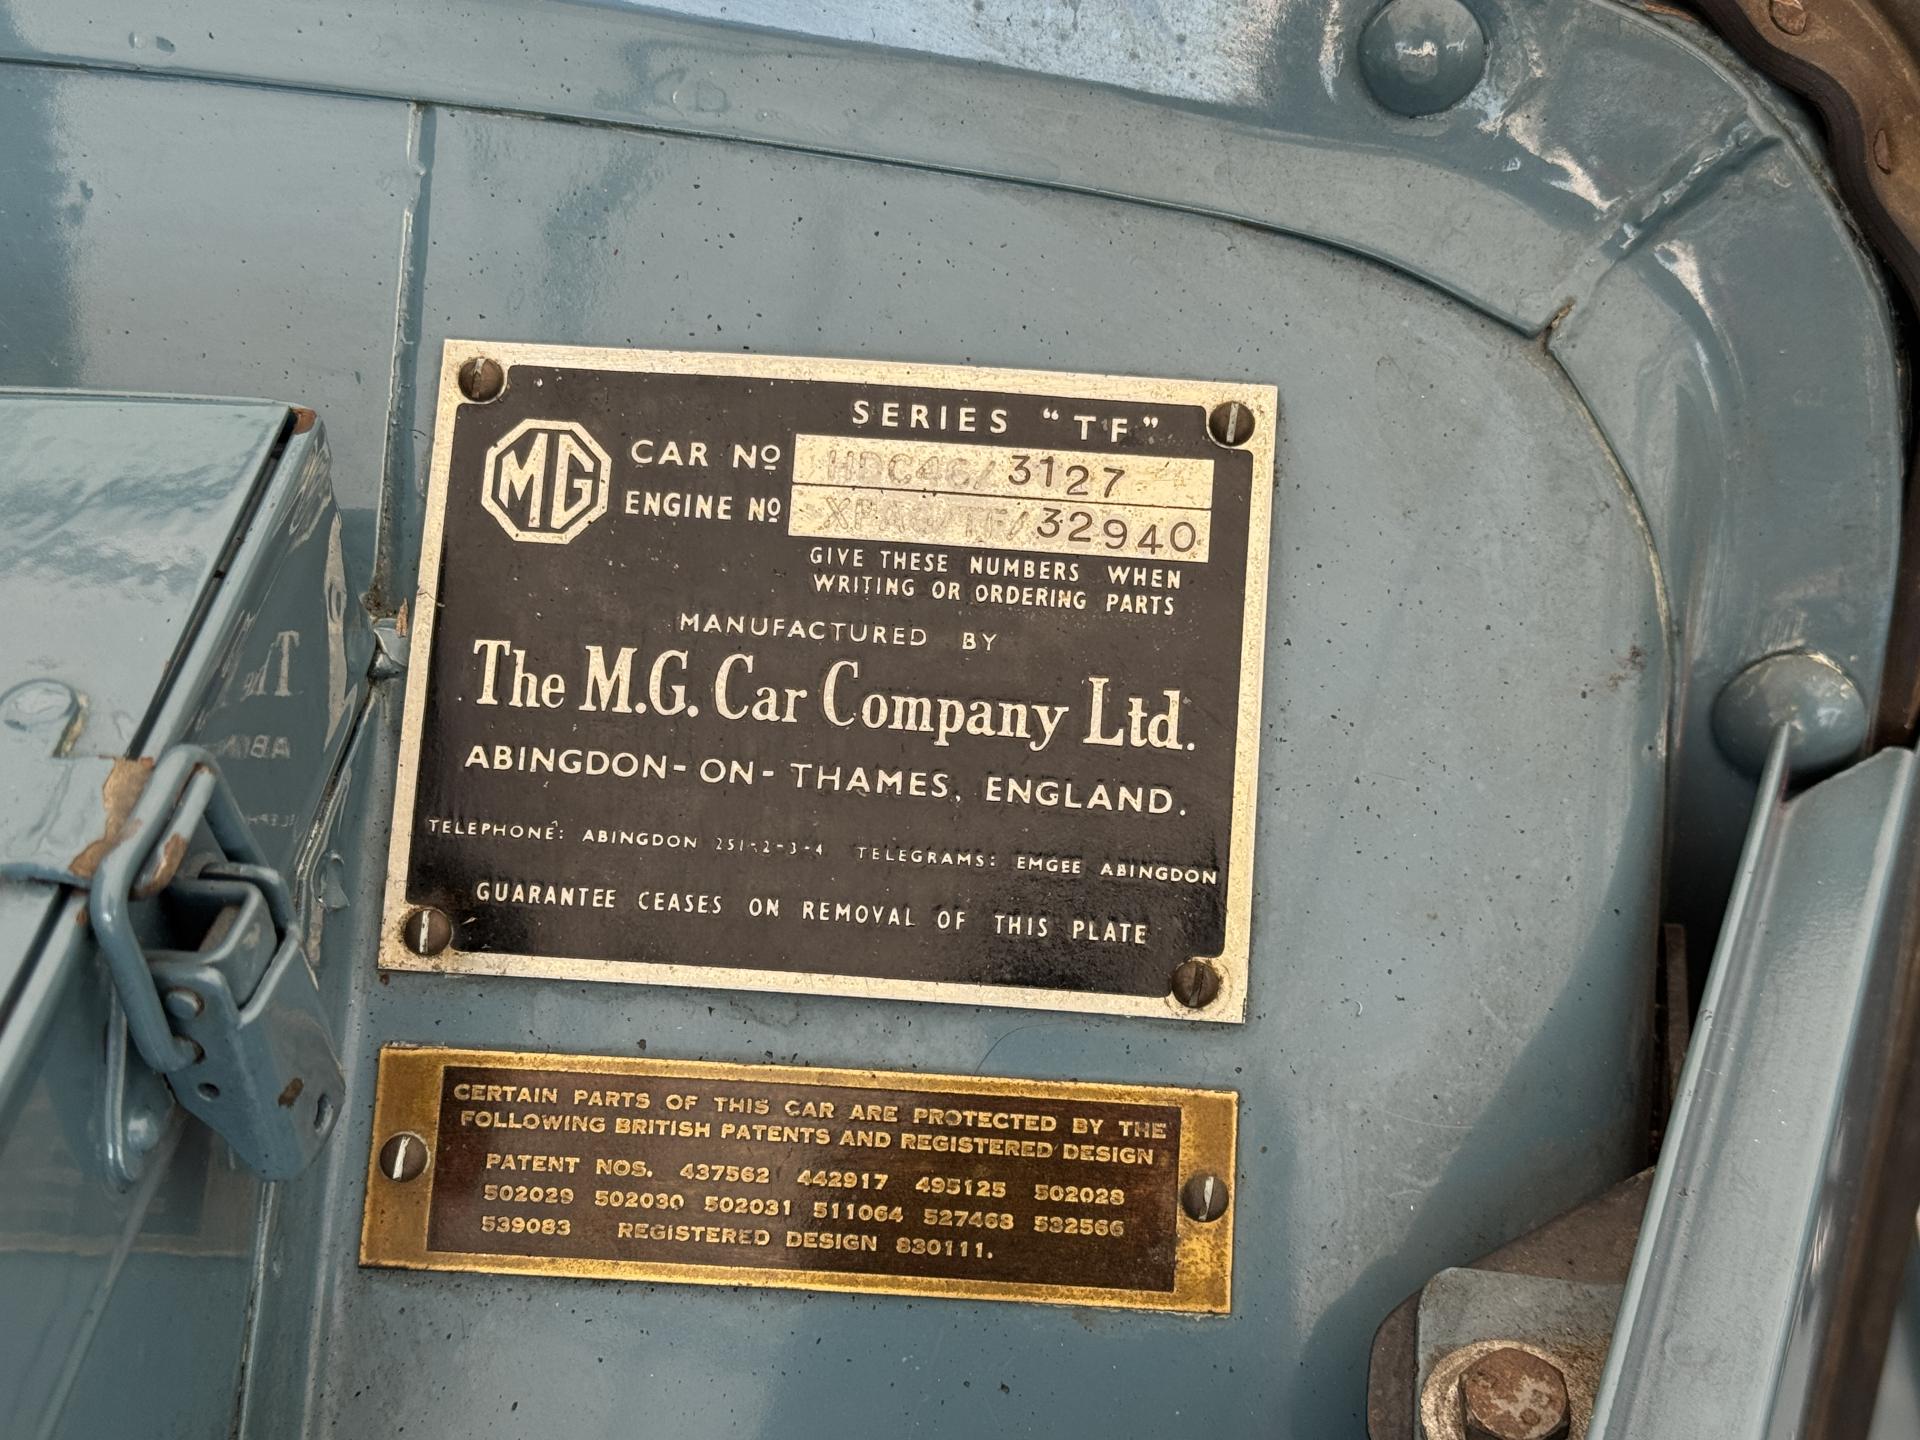 SERIES "TF"
MG
CAR Nº HDC46/3127
ENGINE Nº XPAG/TF/32940
GIVE THESE NUMBERS WHEN
WRITING OR ORDERING PARTS
MANUFACTURED BY
The M.G. Car Company Ltd.
ABINGDON-ON-THAMES, ENGLAND.
TELEPHONE: ABINGDON 251-2-3-4 TELEGRAMS: EMGEE ABINGDON
GUARANTEE CEASES ON REMOVAL OF THIS PLATE
CERTAIN PARTS OF THIS CAR ARE PROTECTED BY THE
FOLLOWING BRITISH PATENTS AND REGISTERED DESIGN
PATENT NOS. 437562 442917 495125 502028
502029 502030 502031 511064 527468 532566
539083 REGISTERED DESIGN 830111.